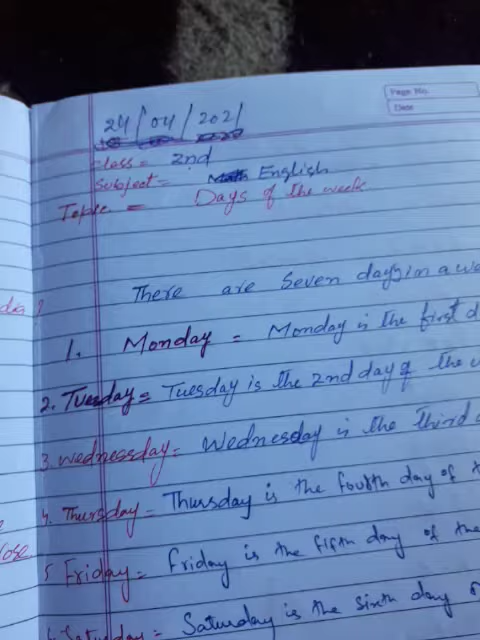 Page No.
Date
24/04/2021
Class = 2nd
Subject = English
Topic = Days of the week
There are Seven days in a
1. Monday = Monday is the first
2. Tuesday = Tuesday is the 2nd day of the
3. Wednessday = Wednesday is the third
4. Thursday = Thursday is the fourth day of
5 Friday = Friday is the fifth day of the
Saturday is the sixth day